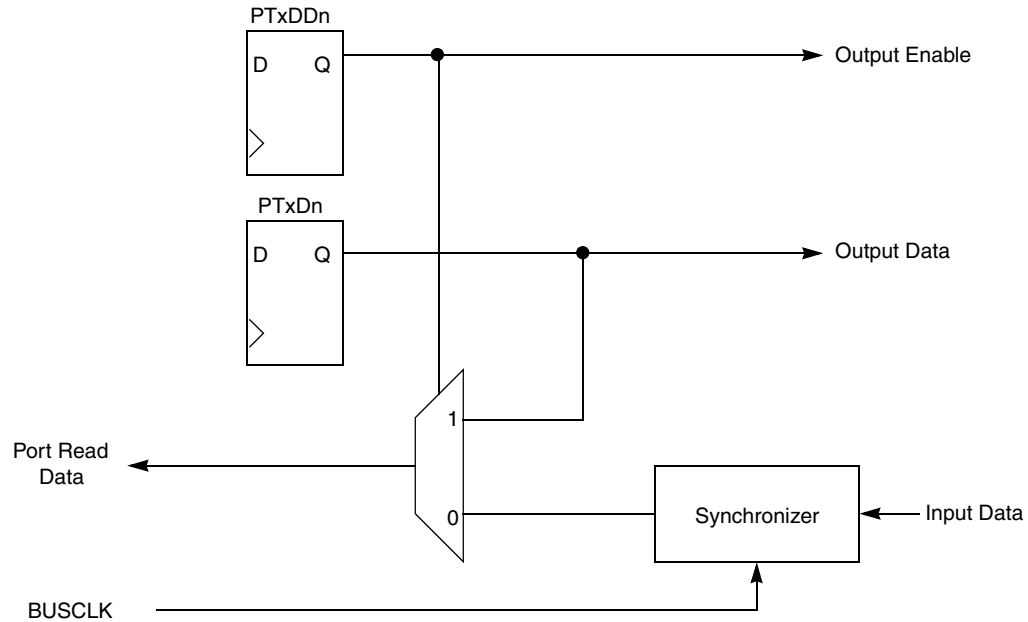 PTxDDn
D Q
Output Enable
PTxDn
D Q
Output Data
1
Port Read
Data
0
Synchronizer
Input Data
BUSCLK